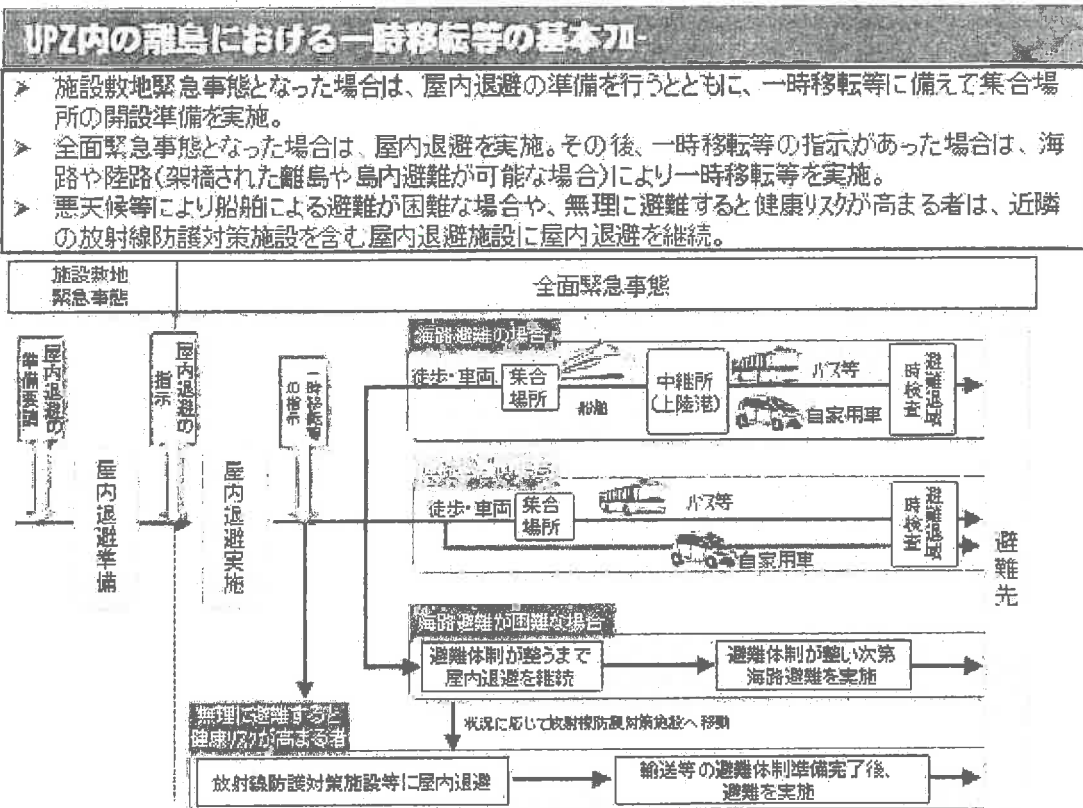 UPZ内の離島における一時移転等の基本フロー
➢ 施設敷地緊急事態となった場合は、屋内退避の準備を行うとともに、一時移転等に備えて集合場
所の開設準備を実施。
➢ 全面緊急事態となった場合は、屋内退避を実施。その後、一時移転等の指示があった場合は、海
路や陸路(架橋された離島や島内避難が可能な場合)により一時移転等を実施。
➢ 悪天候等により船舶による避難が困難な場合や、無理に避難すると健康リスクが高まる者は、近隣
の放射線防護対策施設を含む屋内退避施設に屋内退避を継続。
施設敷地
緊急事態
全面緊急事態
屋内退避の
準備要請
屋内退避の
指示
一時移転等
の指示
屋内退避準備
屋内退避実施
海路避難の場合
徒歩・車両
集合
場所
船舶
中継所
(上陸港)
バス等
自家用車
避難退域
時検査
徒歩・車両
集合
場所
バス等
自家用車
避難退域
時検査
避難先
海路避難が困難な場合
避難体制が整うまで
屋内退避を継続
避難体制が整い次第
海路避難を実施
無理に避難すると
健康リスクが高まる者
状況に応じて放射線防護対策施設へ移動
放射線防護対策施設等に屋内退避
輸送等の避難体制準備完了後、
避難を実施